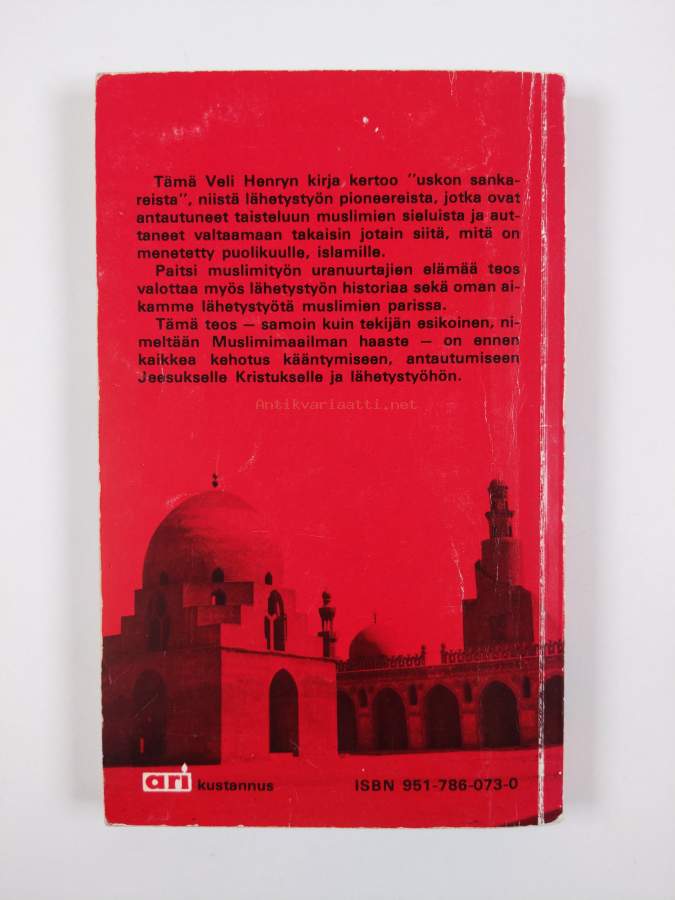 Tämä Veli Henryn kirja kertoo "uskon sanka-
reista", niistä lähetystyön pioneereista, jotka ovat
antautuneet taisteluun muslimien sieluista ja aut-
taneet valtaamaan takaisin jotain siitä, mitä on
menetetty puolikuulle, islamille.
Paitsi muslimityön uranuurtajien elämää teos
valottaa myös lähetystyön historiaa sekä oman ai-
kamme lähetystyötä muslimien parissa.
Tämä teos — samoin kuin tekijän esikoinen, ni-
meltään Muslimimaailman haaste — on ennen
kaikkea kehotus kääntymiseen, antautumiseen
Jeesukselle Kristukselle ja lähetystyöhön.
Antikvariaatti.net
ari kustannus
ISBN 951-786-073-0